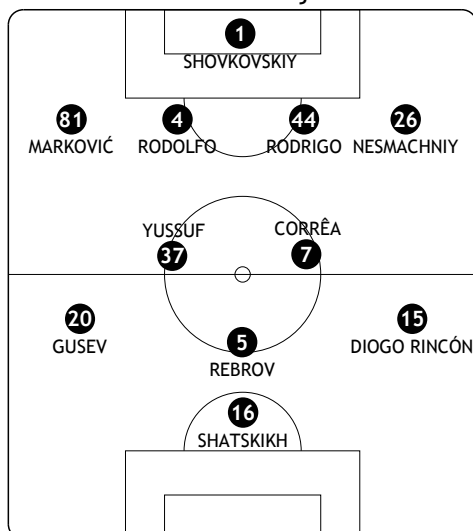 1
SHOVKOVSKIY
81 4 44 26
MARKOVIĆ RODOLFO RODRIGO NESMACHNIY
YUSSUF CORRÊA
37 7
20 15
GUSEV DIOGO RINCÓN
5
REBROV
16
SHATSKIKH